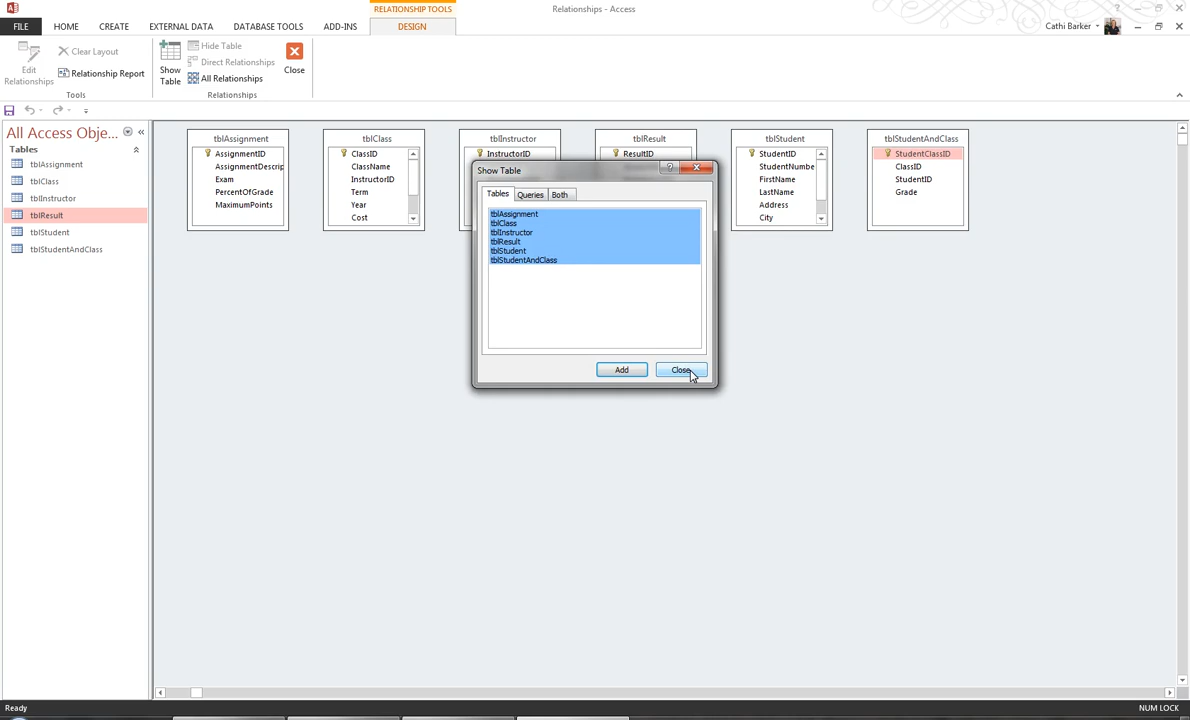 RELATIONSHIP TOOLS
Relationships - Access
FILE HOME CREATE EXTERNAL DATA DATABASE TOOLS ADD-INS DESIGN
Cathi Barker
Edit
Relationships
Clear Layout
Relationship Report
Tools
Show
Table
Hide Table
Direct Relationships
All Relationships
Close
Relationships
All Access Obje...
Tables
tblAssignment
tblClass
tblInstructor
tblResult
tblStudent
tblStudentAndClass
tblAssignment
AssignmentID
AssignmentDescrip
Exam
PercentOfGrade
MaximumPoints
tblClass
ClassID
ClassName
InstructorID
Term
Year
Cost
tblInstructor
InstructorID
tblResult
ResultID
tblStudent
StudentID
StudentNumbe
FirstName
LastName
Address
City
tblStudentAndClass
StudentClassID
ClassID
StudentID
Grade
Show Table
Tables Queries Both
tblAssignment
tblClass
tblInstructor
tblResult
tblStudent
tblStudentAndClass
Add Close
Ready
NUM LOCK